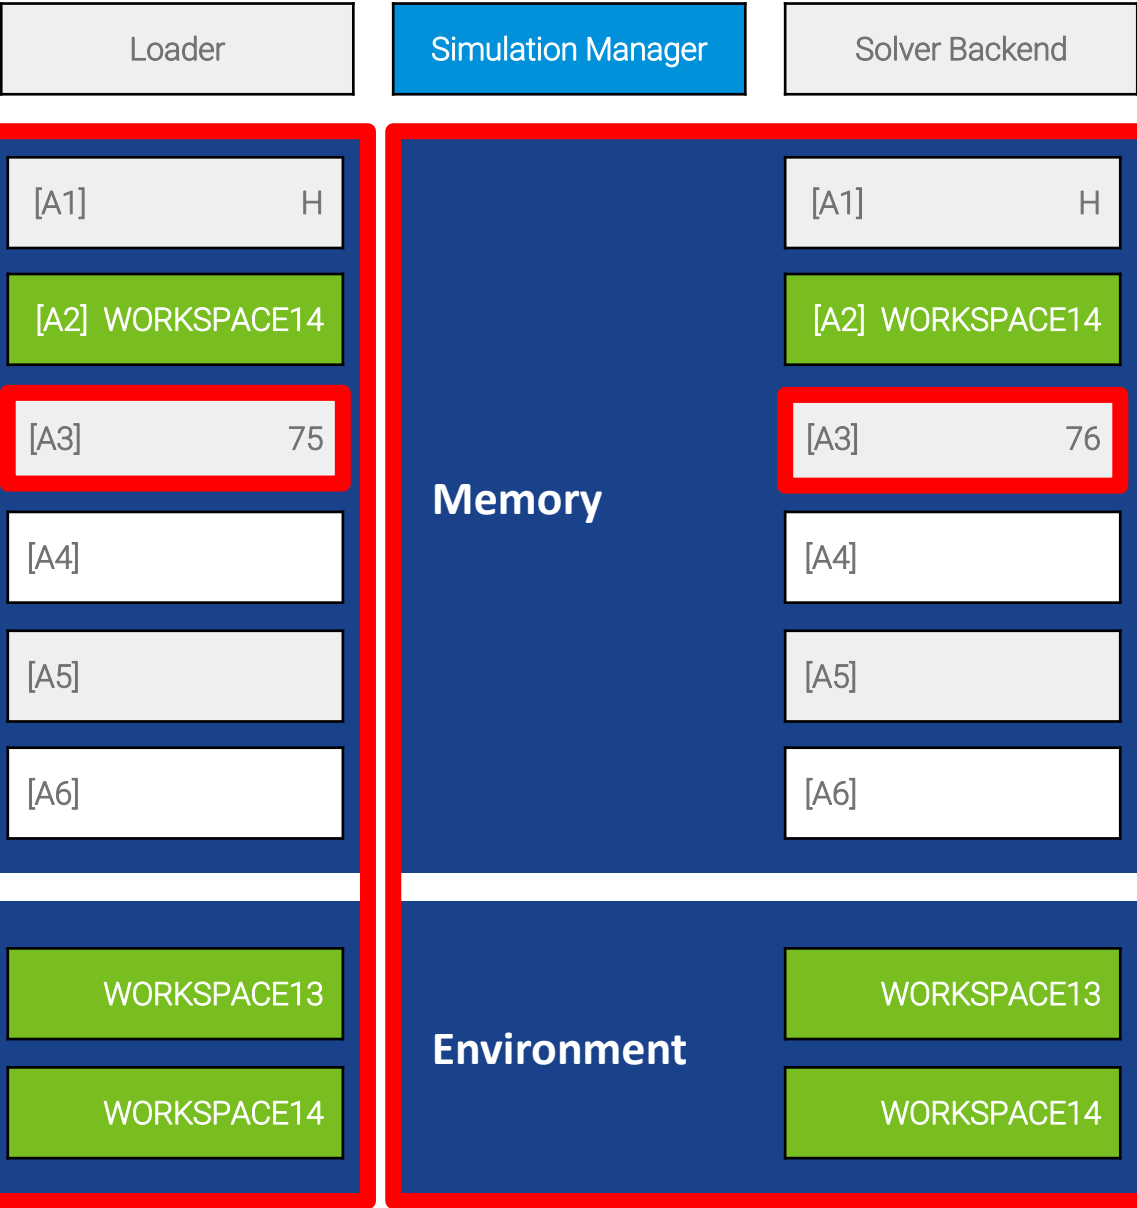 Loader
Simulation Manager
Solver Backend
[A1] H
[A2] WORKSPACE14
[A3] 75
[A4]
[A5]
[A6]
WORKSPACE13
WORKSPACE14
Memory
Environment
[A1] H
[A2] WORKSPACE14
[A3] 76
[A4]
[A5]
[A6]
WORKSPACE13
WORKSPACE14